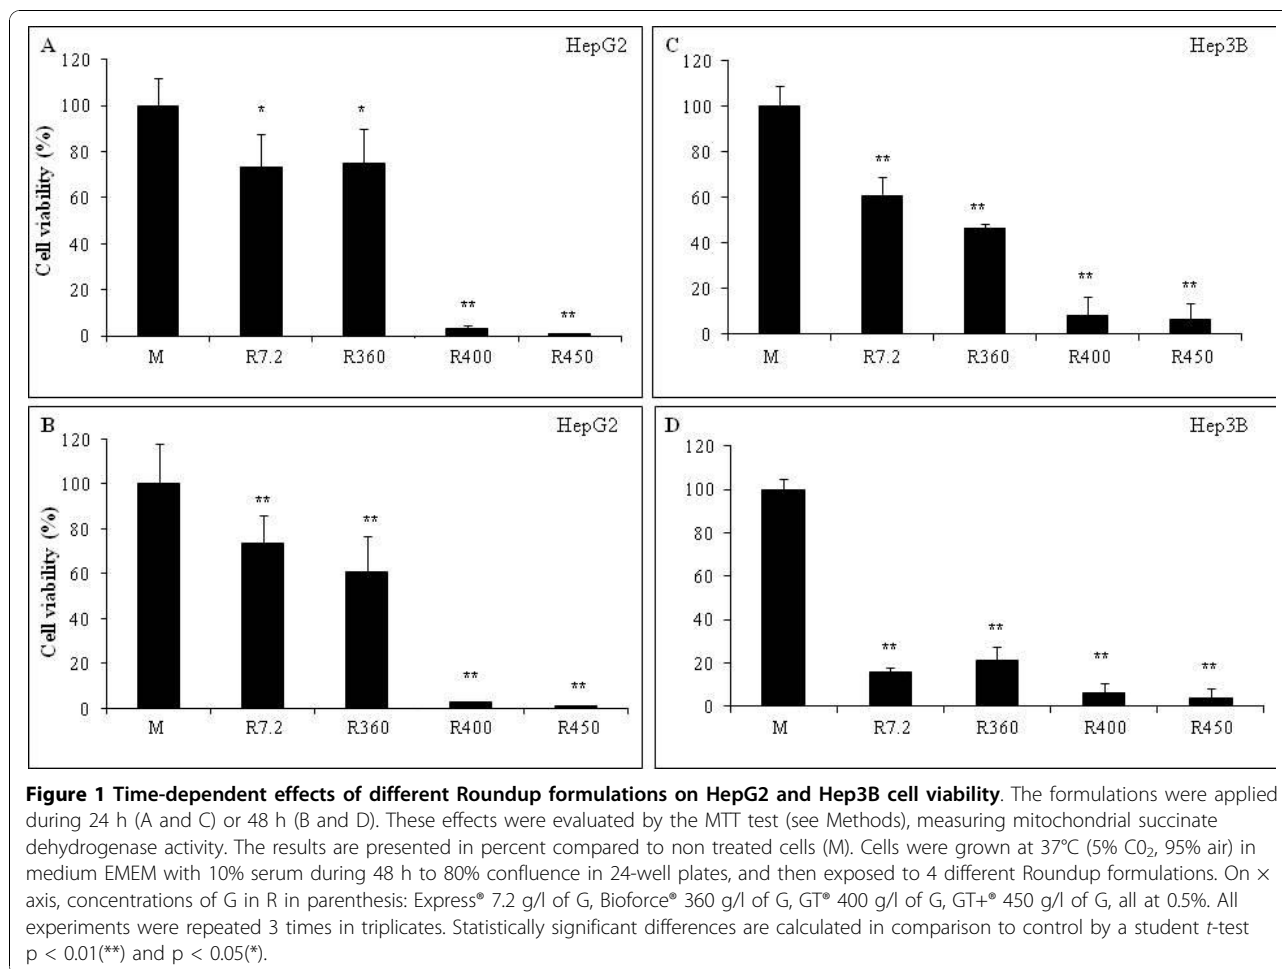 A
HepG2
120
100
80
60
40
20
0
Cell viability (%)
*
*
**
**
M R7.2 R360 R400 R450
C
Hep3B
120
100
80
60
40
20
0
**
**
**
**
M R7.2 R360 R400 R450
B
HepG2
120
100
80
60
40
20
0
Cell viability (%)
**
**
**
**
M R7.2 R360 R400 R450
D
Hep3B
120
100
80
60
40
20
0
**
**
**
**
M R7.2 R360 R400 R450
Figure 1 Time-dependent effects of different Roundup formulations on HepG2 and Hep3B cell viability. The formulations were applied
during 24 h (A and C) or 48 h (B and D). These effects were evaluated by the MTT test (see Methods), measuring mitochondrial succinate
dehydrogenase activity. The results are presented in percent compared to non treated cells (M). Cells were grown at 37°C (5% C0₂, 95% air) in
medium EMEM with 10% serum during 48 h to 80% confluence in 24-well plates, and then exposed to 4 different Roundup formulations. On ×
axis, concentrations of G in R in parenthesis: Express® 7.2 g/l of G, Bioforce® 360 g/l of G, GT® 400 g/l of G, GT+® 450 g/l of G, all at 0.5%. All
experiments were repeated 3 times in triplicates. Statistically significant differences are calculated in comparison to control by a student t-test
p < 0.01(**) and p < 0.05(*).